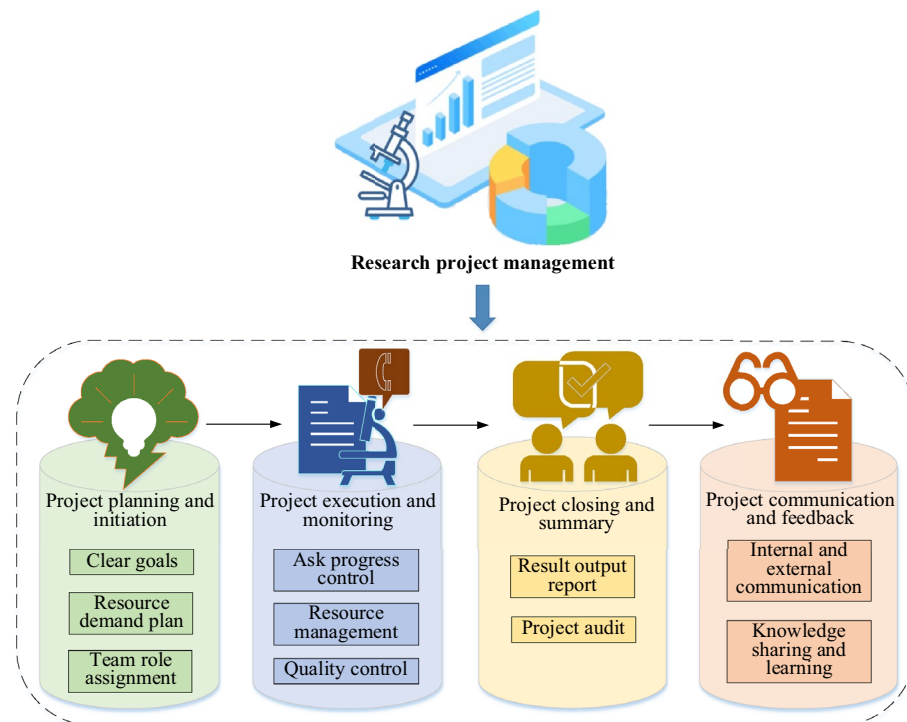 Research project management
Project planning and
initiation
Clear goals
Resource
demand plan
Team role
assignment
Project execution and
monitoring
Ask progress
control
Resource
management
Quality control
Project closing and
summary
Result output
report
Project audit
Project communication
and feedback
Internal and
external
communication
Knowledge
sharing and
learning